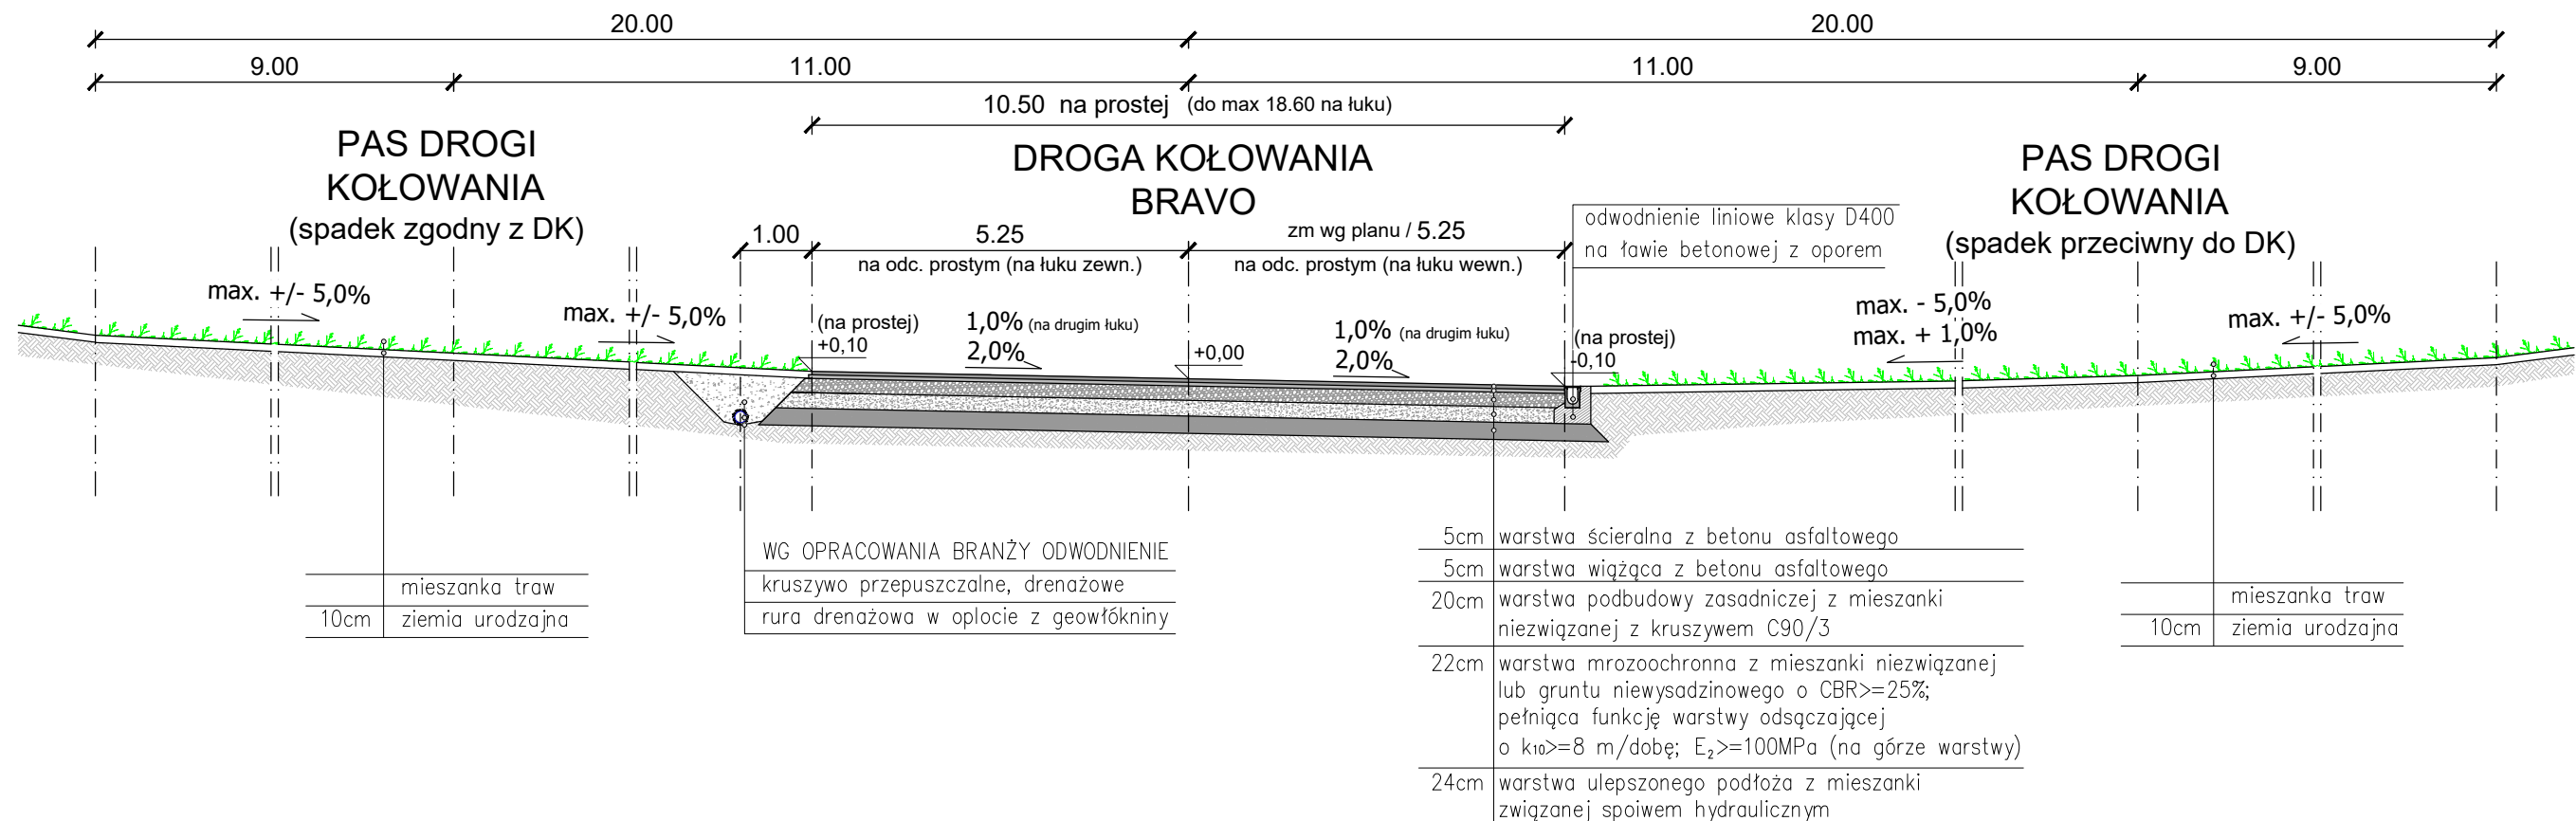 20.00
20.00
9.00
11.00
11.00
9.00
10.50 na prostej (do max 18.60 na łuku)
PAS DROGI
KOŁOWANIA
(spadek zgodny z DK)
DROGA KOŁOWANIA
BRAVO
PAS DROGI
KOŁOWANIA
(spadek przeciwny do DK)
odwodnienie liniowe klasy D400
na ławie betonowej z oporem
1.00
5.25
zm wg planu / 5.25
na odc. prostym (na łuku zewn.)
na odc. prostym (na łuku wewn.)
max. +/- 5,0%
max. +/- 5,0%
(na prostej)
+0,10
1,0% (na drugim łuku)
2,0%
+0,00
1,0% (na drugim łuku)
2,0%
(na prostej)
-0,10
max. - 5,0%
max. + 1,0%
max. +/- 5,0%
mieszanka traw
10cm ziemia urodzajna
WG OPRACOWANIA BRANŻY ODWODNIENIE
kruszywo przepuszczalne, drenażowe
rura drenażowa w oplocie z geowłókniny
5cm warstwa ścieralna z betonu asfaltowego
5cm warstwa wiążąca z betonu asfaltowego
20cm warstwa podbudowy zasadniczej z mieszanki
niezwiązanej z kruszywem C90/3
22cm warstwa mrozoochronna z mieszanki niezwiązanej
lub gruntu niewysadzinowego o CBR>=25%;
pełniąca funkcję warstwy odsączającej
o k₁₀>=8 m/dobę; E₂>=100MPa (na górze warstwy)
24cm warstwa ulepszonego podłoża z mieszanki
związanej spoiwem hydraulicznym
mieszanka traw
10cm ziemia urodzajna